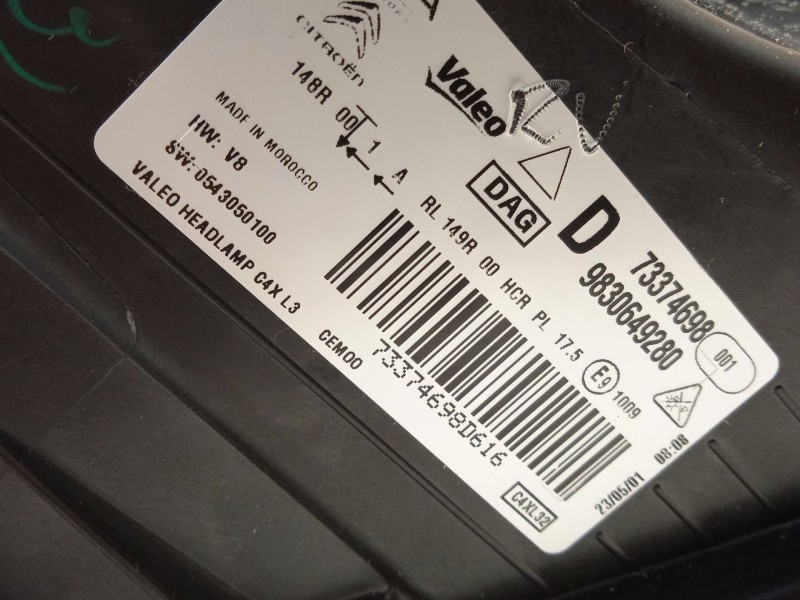 A
CITROËN
Valeo
148R 00 1 A
MADE IN MOROCCO
HW: V8
SW: 0543050100
VALEO HEADLAMP C4X L3
DAG
D
73374698
9830649280
001
RL 149R 00 HCR PL 17.5
E9
1009
CEM00
73374698D616
C4XL32
23/05/01 08:08